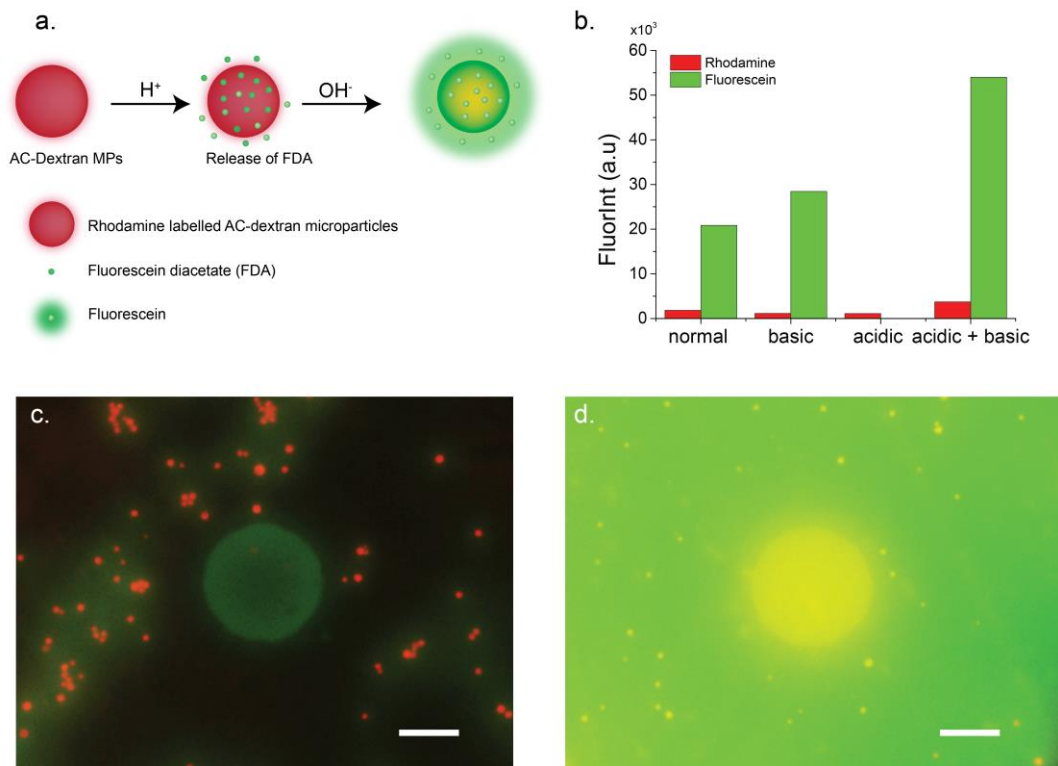 a.
H+
OH-
AC-Dextran MPs
Release of FDA
Rhodamine labelled AC-dextran microparticles
Fluorescein diacetate (FDA)
Fluorescein
b.
x10³
60
50
40
30
20
10
0
FluorInt (a.u)
Rhodamine
Fluorescein
normal basic acidic acidic + basic
c.
d.